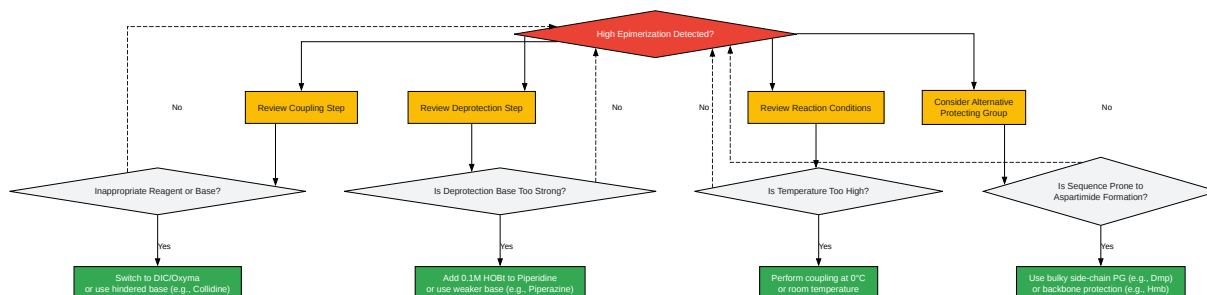 High Epimerization Detected?
No
Review Coupling Step
Review Deprotection Step
No
No
Review Reaction Conditions
Consider Alternative
Protecting Group
No
Inappropriate Reagent or Base?
Is Deprotection Base Too Strong?
Is Temperature Too High?
Is Sequence Prone to
Aspartimide Formation?
Yes
Yes
Yes
Yes
Switch to DIC/Oxyma
or use hindered base (e.g., Collidine)
Add 0.1M HOBt to Piperidine
or use weaker base (e.g., Piperazine)
Perform coupling at 0°C
or room temperature
Use bulky side-chain PG (e.g., Dmp)
or backbone protection (e.g., Hmb)